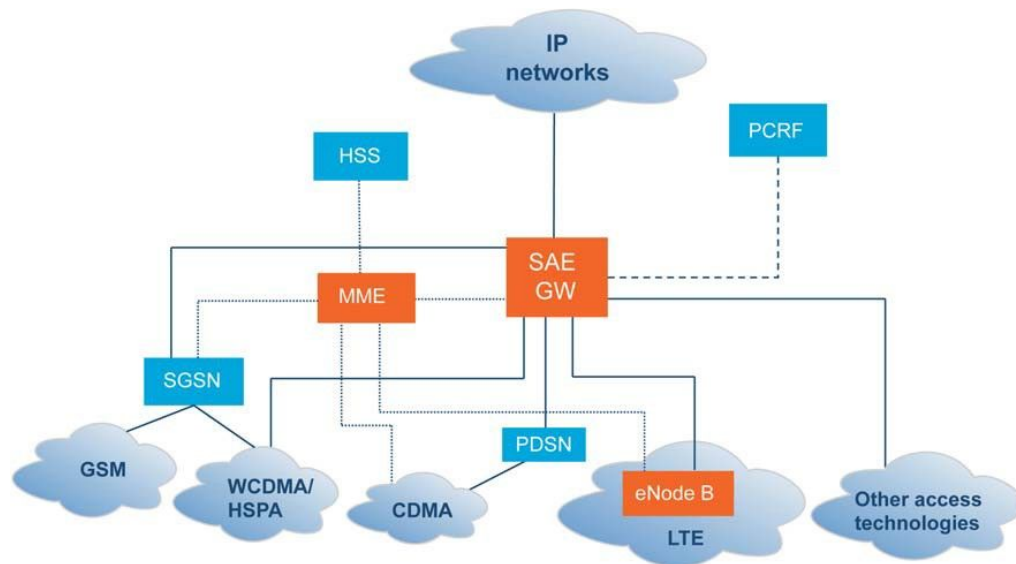 IP
networks
HSS
PCRF
SAE
GW
MME
SGSN
PDSN
GSM
WCDMA/
HSPA
CDMA
eNode B
LTE
Other access
technologies